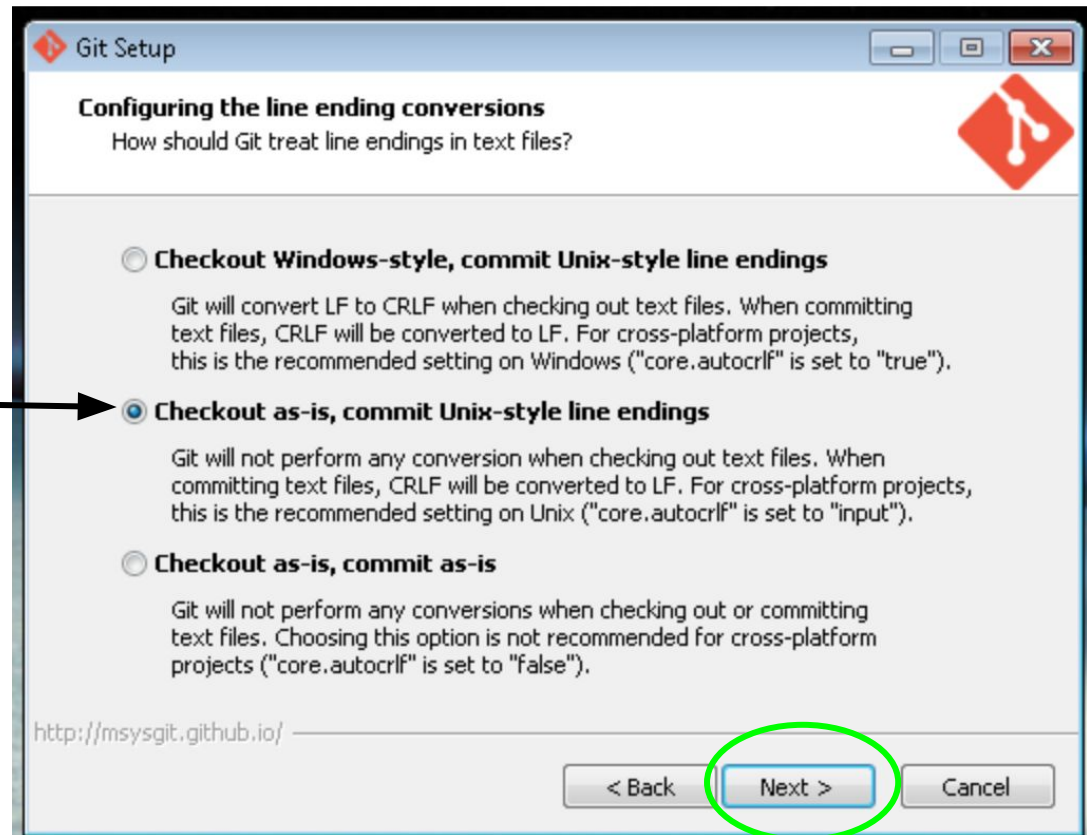 Git Setup
Configuring the line ending conversions
How should Git treat line endings in text files?
Checkout Windows-style, commit Unix-style line endings
Git will convert LF to CRLF when checking out text files. When committing
text files, CRLF will be converted to LF. For cross-platform projects,
this is the recommended setting on Windows ("core.autocrlf" is set to "true").
Checkout as-is, commit Unix-style line endings
Git will not perform any conversion when checking out text files. When
committing text files, CRLF will be converted to LF. For cross-platform projects,
this is the recommended setting on Unix ("core.autocrlf" is set to "input").
Checkout as-is, commit as-is
Git will not perform any conversions when checking out or committing
text files. Choosing this option is not recommended for cross-platform
projects ("core.autocrlf" is set to "false").
http://msysgit.github.io/
< Back Next > Cancel